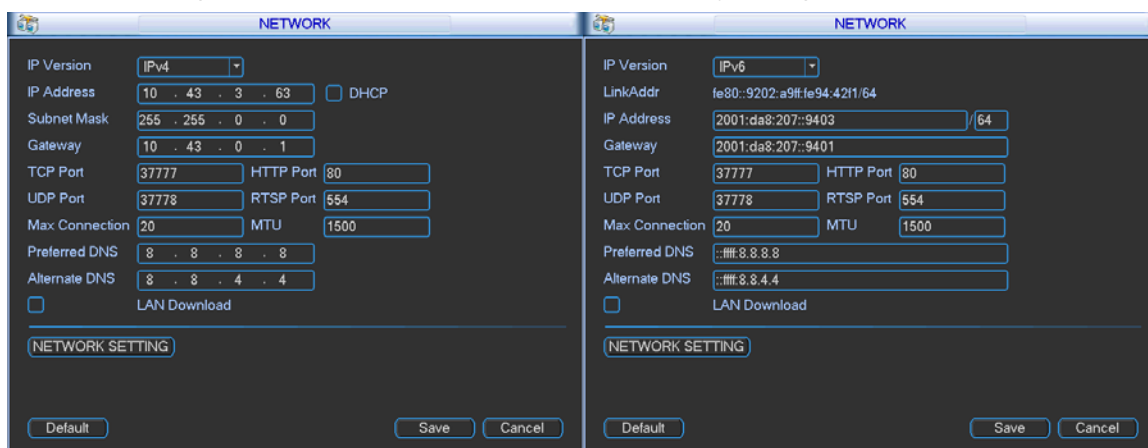 NETWORK
IP Version IPv4
IP Address 10 . 43 . 3 . 63 DHCP
Subnet Mask 255 . 255 . 0 . 0
Gateway 10 . 43 . 0 . 1
TCP Port 37777 HTTP Port 80
UDP Port 37778 RTSP Port 554
Max Connection 20 MTU 1500
Preferred DNS 8 . 8 . 8 . 8
Alternate DNS 8 . 8 . 4 . 4
LAN Download
NETWORK SETTING
Default Save Cancel
NETWORK
IP Version IPv6
LinkAddr fe80::9202:a9ff:fe94:42f1/64
IP Address 2001:da8:207::9403 / 64
Gateway 2001:da8:207::9401
TCP Port 37777 HTTP Port 80
UDP Port 37778 RTSP Port 554
Max Connection 20 MTU 1500
Preferred DNS ::ffff:8.8.8.8
Alternate DNS ::ffff:8.8.4.4
LAN Download
NETWORK SETTING
Default Save Cancel